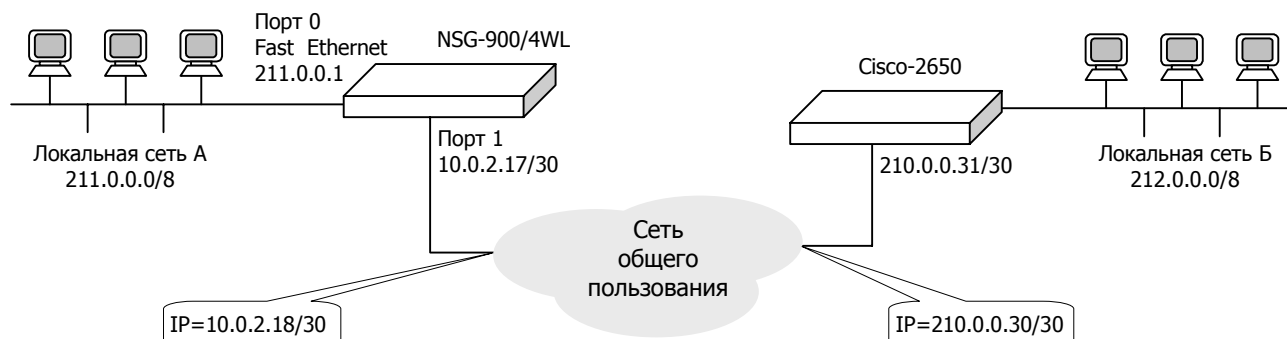 Порт 0
Fast Ethernet
211.0.0.1
NSG-900/4WL
Cisco-2650
Порт 1
10.0.2.17/30
210.0.0.31/30
Локальная сеть А
211.0.0.0/8
Локальная сеть Б
212.0.0.0/8
Сеть
общего
пользования
IP=10.0.2.18/30
IP=210.0.0.30/30